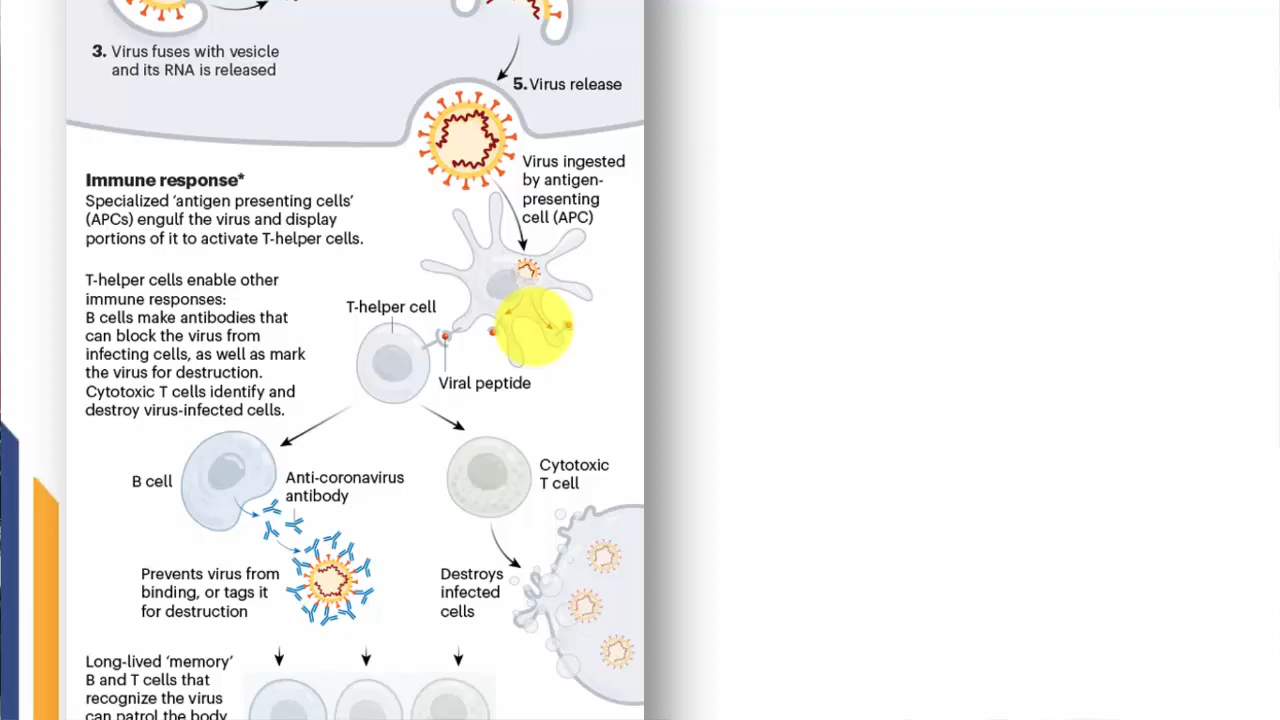 3. Virus fuses with vesicle
and its RNA is released
5. Virus release
Virus ingested
by antigen-
presenting
cell (APC)
Immune response*
Specialized ‘antigen presenting cells’
(APCs) engulf the virus and display
portions of it to activate T-helper cells.
T-helper cells enable other
immune responses:
B cells make antibodies that
can block the virus from
infecting cells, as well as mark
the virus for destruction.
Cytotoxic T cells identify and
destroy virus-infected cells.
T-helper cell
Viral peptide
B cell
Anti-coronavirus
antibody
Cytotoxic
T cell
Prevents virus from
binding, or tags it
for destruction
Destroys
infected
cells
Long-lived ‘memory’
B and T cells that
recognize the virus
can patrol the body